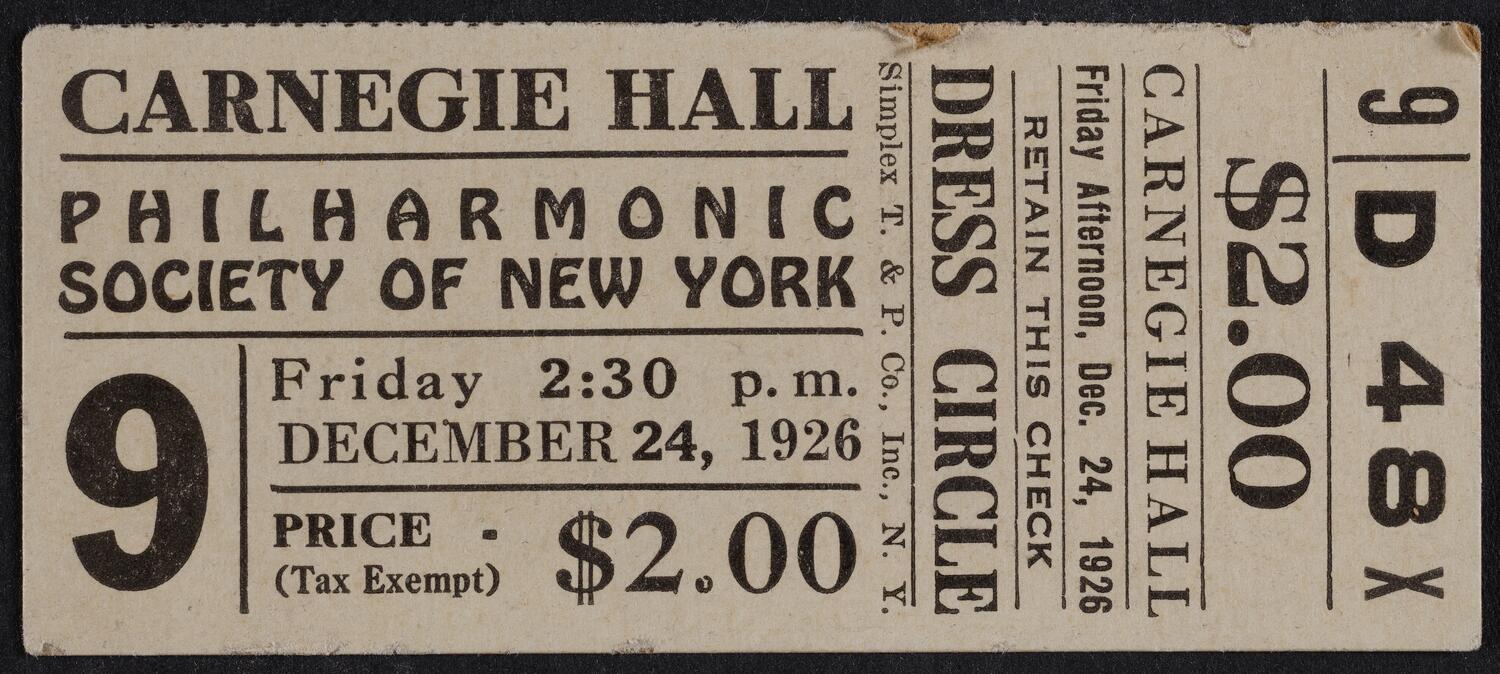 CARNEGIE HALL
PHILHARMONIC
SOCIETY OF NEW YORK
9
Friday 2:30 p.m.
DECEMBER 24, 1926
PRICE - $2.00
(Tax Exempt)
Simplex T. & P. Co., Inc., N. Y.
DRESS CIRCLE
RETAIN THIS CHECK
Friday Afternoon, Dec. 24, 1926
CARNEGIE HALL
$2.00
9 D 48 X